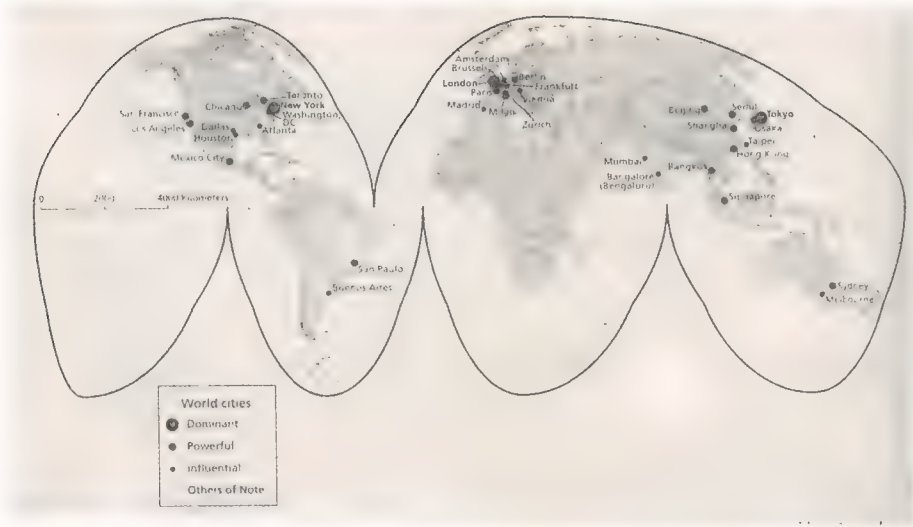 Amsterdam
Brussels
Berlin
London
Frankfurt
Paris
Vienna
Madrid
Milan
Zurich
Toronto
Chicago
New York
Washington,
DC
San Francisco
Los Angeles
Dallas
Houston
Atlanta
Mexico City
Beijing
Seoul
Tokyo
Shanghai
Osaka
Taipei
Hong Kong
Mumbai
Bangkok
Bangalore
(Bengaluru)
Singapore
0 4000 kilometers
Sao Paulo
Buenos Aires
Sydney
Melbourne
World cities
Dominant
Powerful
Influential
Others of Note